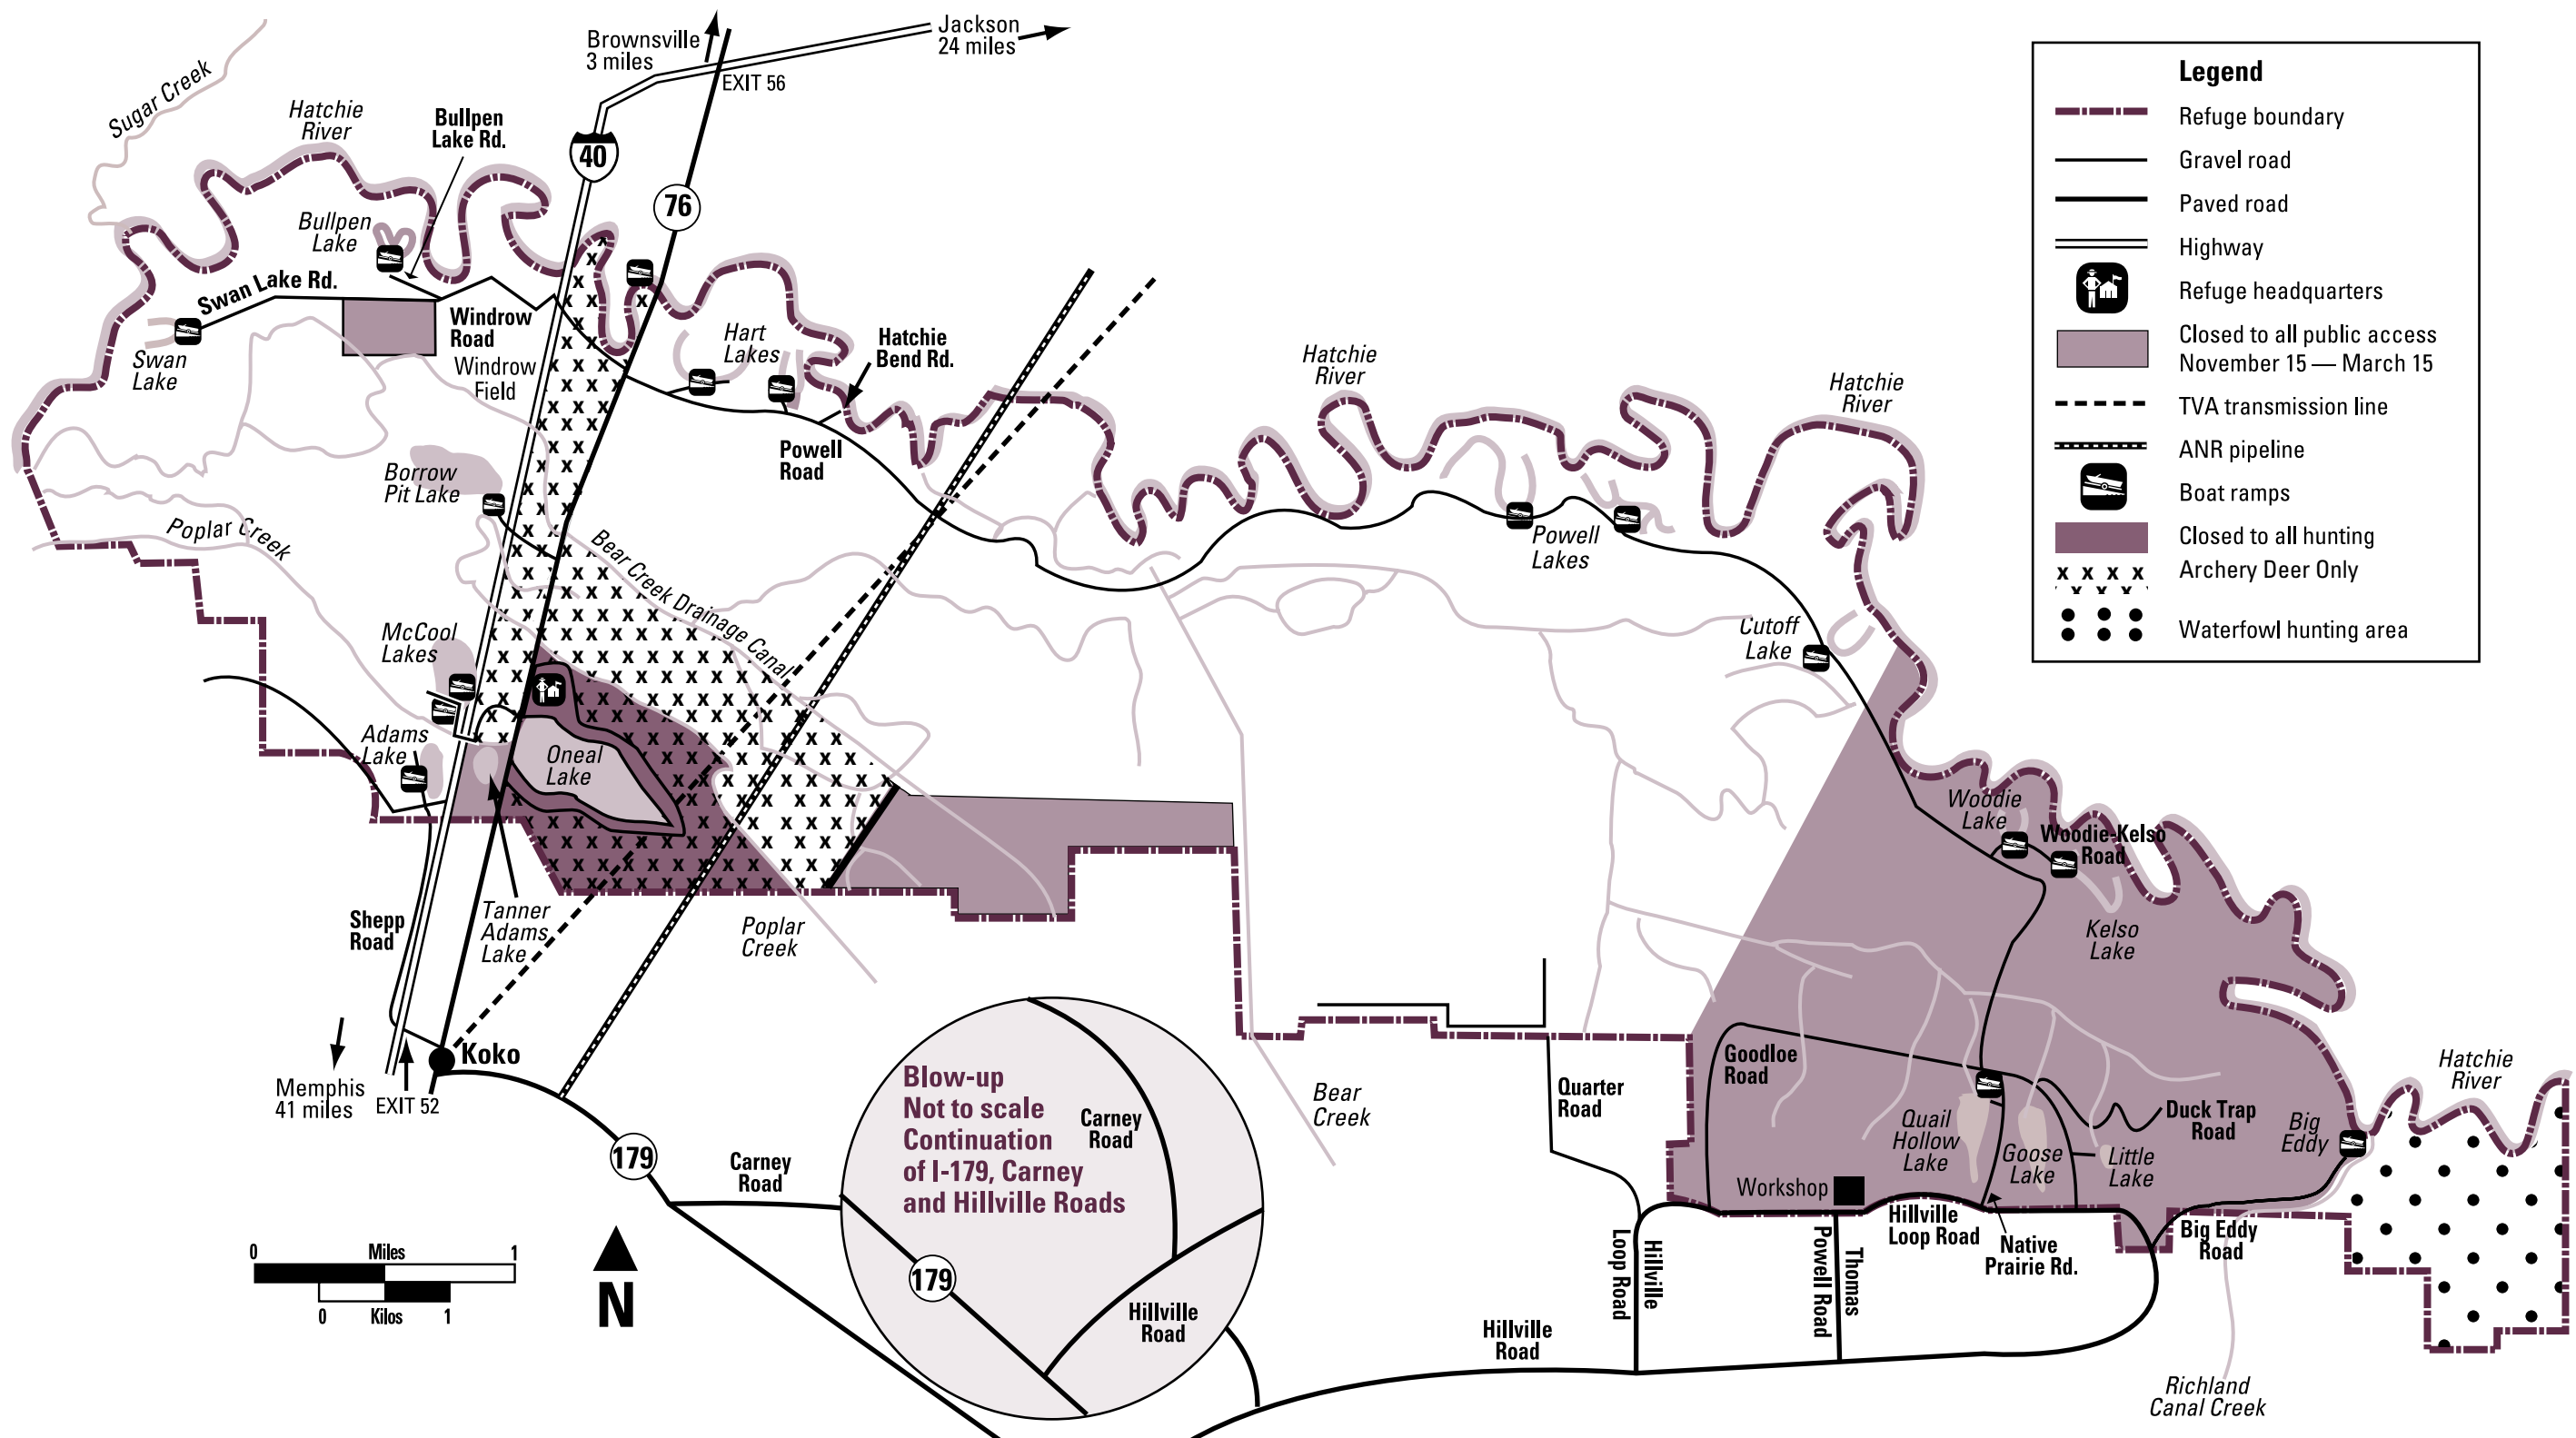 Jackson
24 miles
Brownsville
3 miles
EXIT 56
Sugar Creek
Hatchie
River
Bullpen
Lake Rd.
40
76
Bullpen
Lake
Swan Lake Rd.
Swan
Lake
Windrow
Road
Windrow
Field
Hart
Lakes
Hatchie
Bend Rd.
Powell
Road
Hatchie
River
Hatchie
River
Borrow
Pit Lake
Poplar Creek
Bear Creek Drainage Canal
Powell
Lakes
McCool
Lakes
Cutoff
Lake
Adams
Lake
Oneal
Lake
Woodie
Lake
Woodie-Kelso
Road
Kelso
Lake
Shepp
Road
Tanner
Adams
Lake
Poplar
Creek
Koko
Memphis
41 miles
EXIT 52
179
Carney
Road
Blow-up
Not to scale
Continuation
of I-179, Carney
and Hillville Roads
Carney
Road
179
Hillville
Road
Bear
Creek
Quarter
Road
Goodloe
Road
Quail
Hollow
Lake
Goose
Lake
Little
Lake
Duck Trap
Road
Big
Eddy
Hatchie
River
Workshop
Hillville
Loop Road
Thomas
Powell Road
Hillville
Loop Road
Native
Prairie Rd.
Big Eddy
Road
Hillville
Road
Richland
Canal Creek
0 Miles 1
0 Kilos 1
N
Legend
Refuge boundary
Gravel road
Paved road
Highway
Refuge headquarters
Closed to all public access
November 15 — March 15
TVA transmission line
ANR pipeline
Boat ramps
Closed to all hunting
Archery Deer Only
Waterfowl hunting area